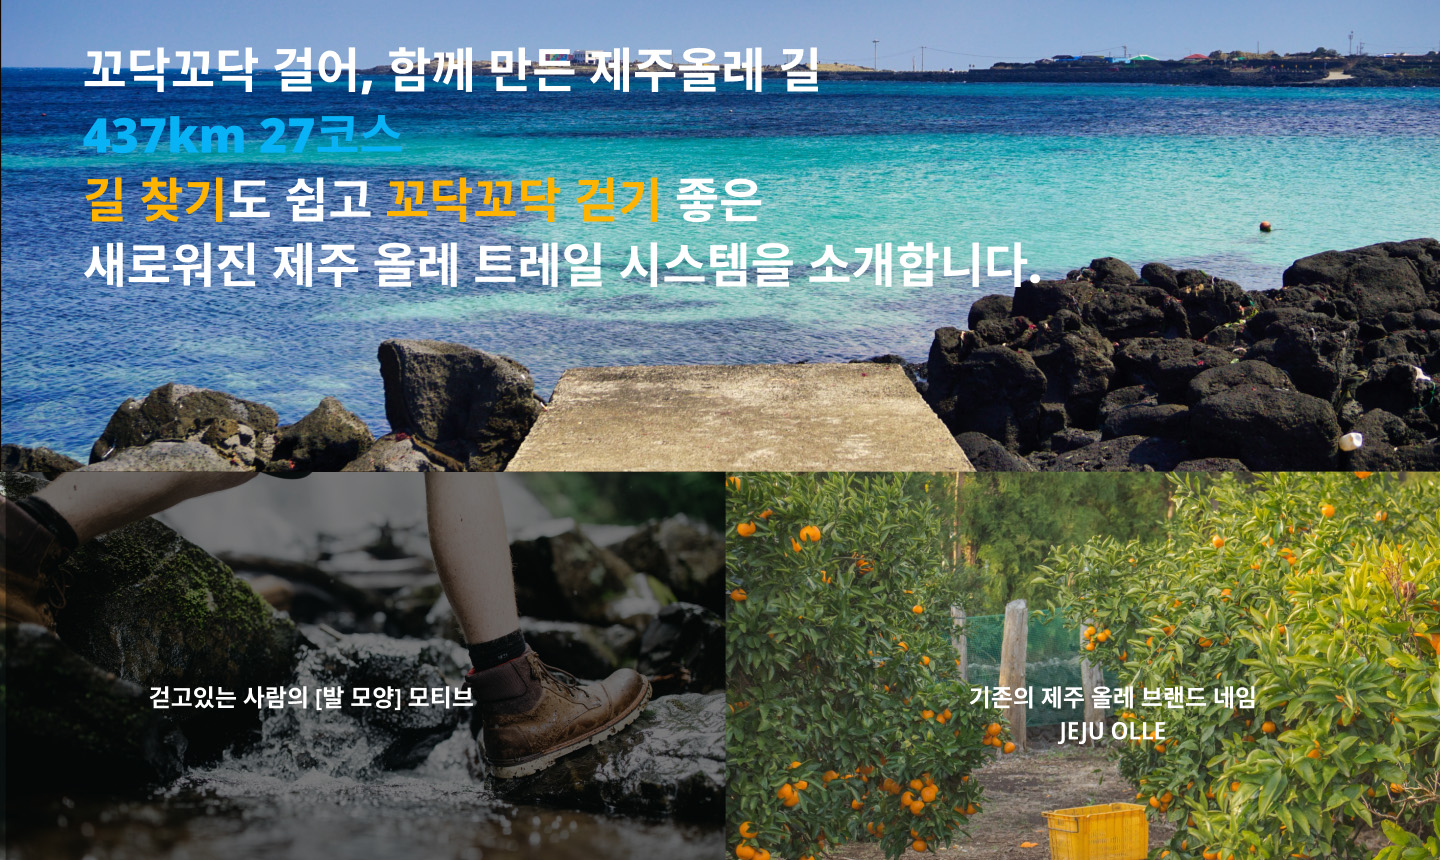 꼬닥꼬닥 걸어, 함께 만든 제주올레 길
437km 27코스
길 찾기도 쉽고 꼬닥꼬닥 걷기 좋은
새로워진 제주 올레 트레일 시스템을 소개합니다.
걷고있는 사람의 [발 모양] 모티브
기존의 제주 올레 브랜드 네임
JEJU OLLE